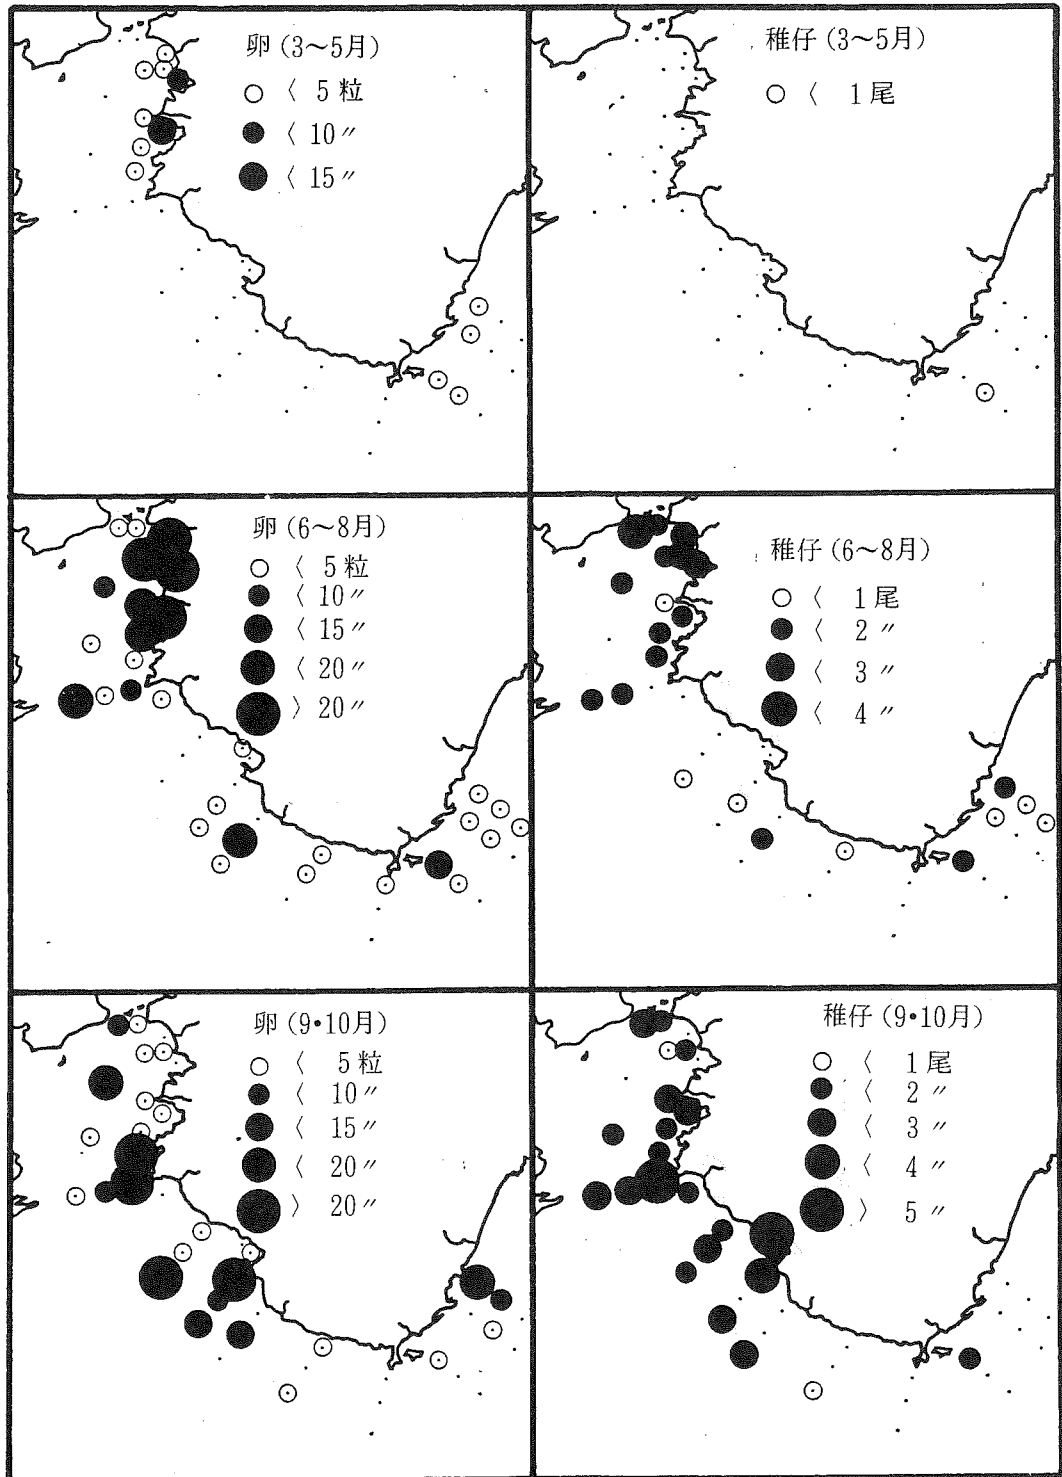 卵 (3～5月)
〈 5粒
〈 10〃
〈 15〃
稚仔 (3～5月)
〈 1尾
卵 (6～8月)
〈 5粒
〈 10〃
〈 15〃
〈 20〃
〉 20〃
稚仔 (6～8月)
〈 1尾
〈 2〃
〈 3〃
〈 4〃
卵 (9・10月)
〈 5粒
〈 10〃
〈 15〃
〈 20〃
〉 20〃
稚仔 (9・10月)
〈 1尾
〈 2〃
〈 3〃
〈 4〃
〉 5〃